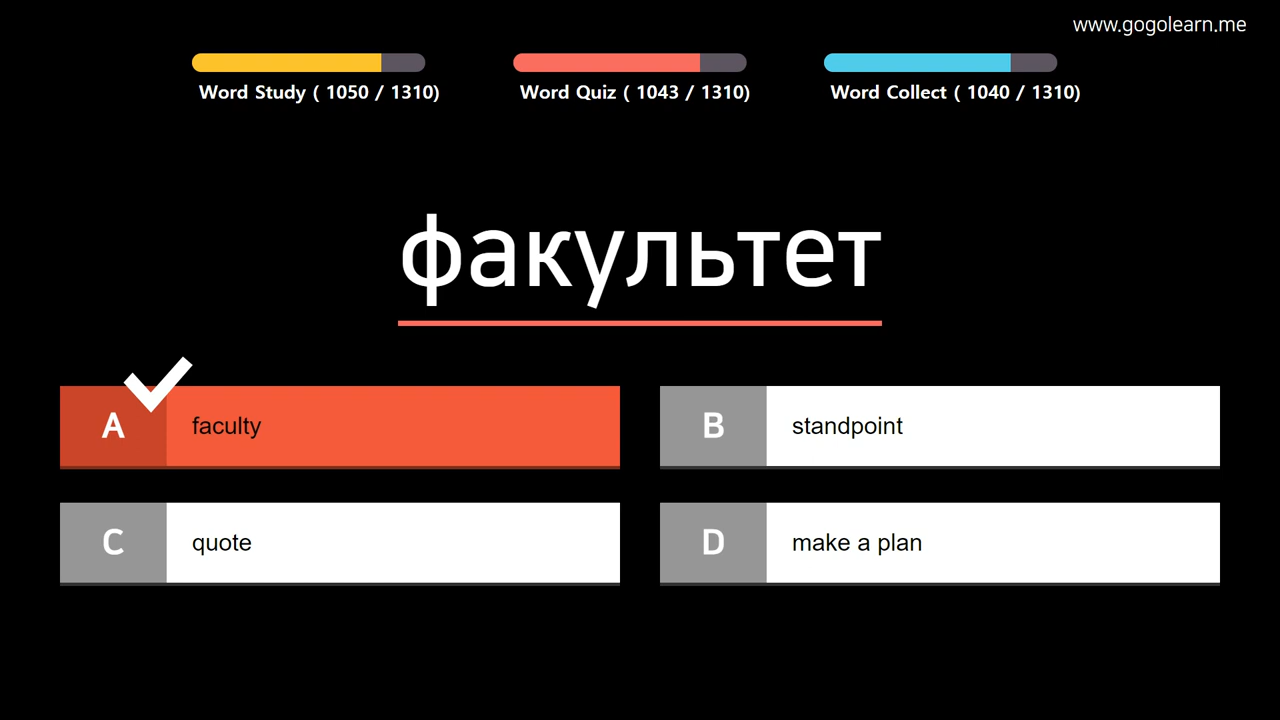 www.gogolearn.me
Word Study ( 1050 / 1310)
Word Quiz ( 1043 / 1310)
Word Collect ( 1040 / 1310)
факультет
A faculty
B standpoint
C quote
D make a plan